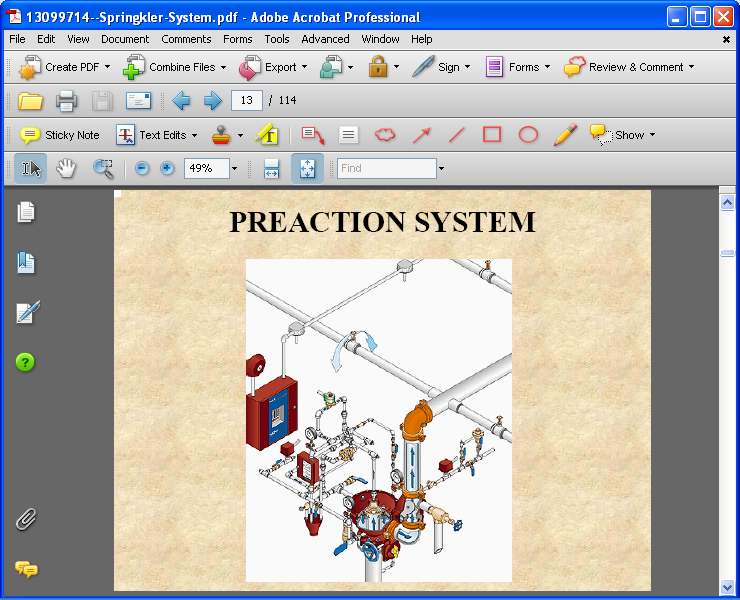 13099714--Springkler-System.pdf - Adobe Acrobat Professional
File Edit View Document Comments Forms Tools Advanced Window Help
Create PDF Combine Files Export Sign Forms Review & Comment
13 / 114
Sticky Note Text Edits Show
49% Find
PREACTION SYSTEM